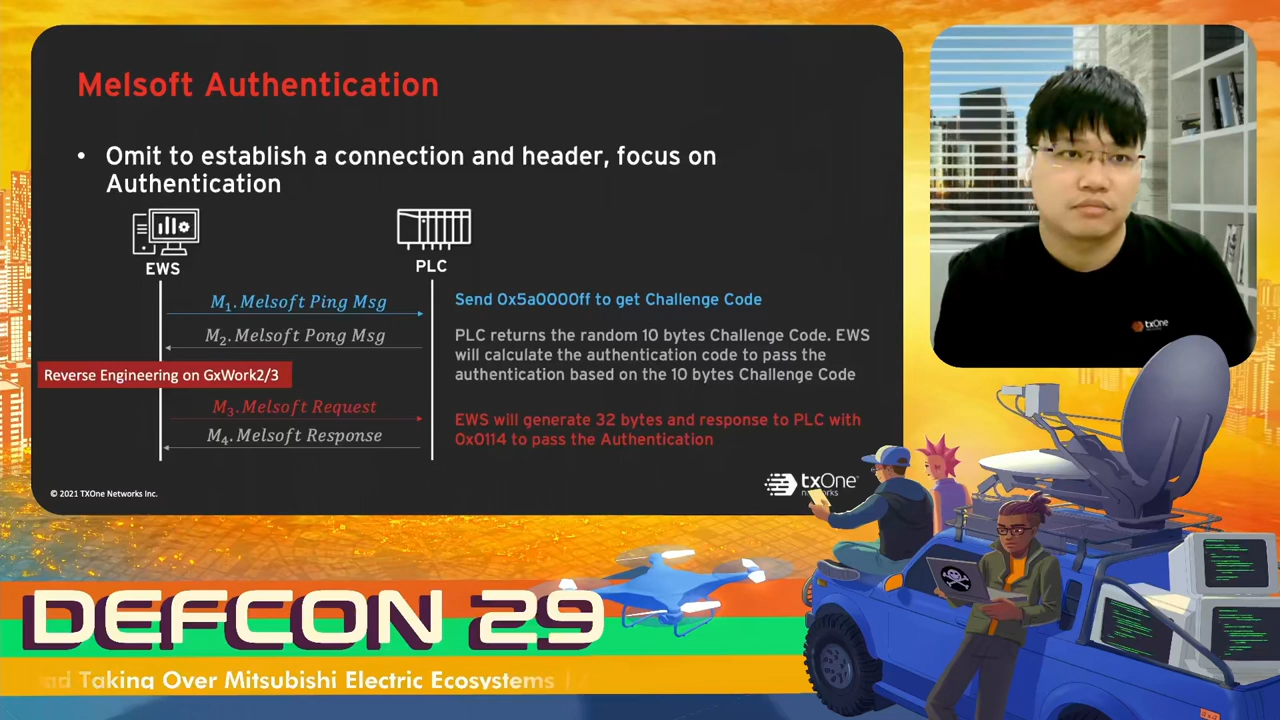 Melsoft Authentication
• Omit to establish a connection and header, focus on
Authentication
EWS
PLC
M₁.Melsoft Ping Msg
Send 0x5a0000ff to get Challenge Code
M₂.Melsoft Pong Msg
PLC returns the random 10 bytes Challenge Code. EWS
will calculate the authentication code to pass the
authentication based on the 10 bytes Challenge Code
Reverse Engineering on GxWork2/3
M₃.Melsoft Request
EWS will generate 32 bytes and response to PLC with
0x0114 to pass the Authentication
M₄.Melsoft Response
© 2021 TXOne Networks Inc.
txOne
txOne
DEFCON 29
Taking Over Mitsubishi Electric Ecosystems